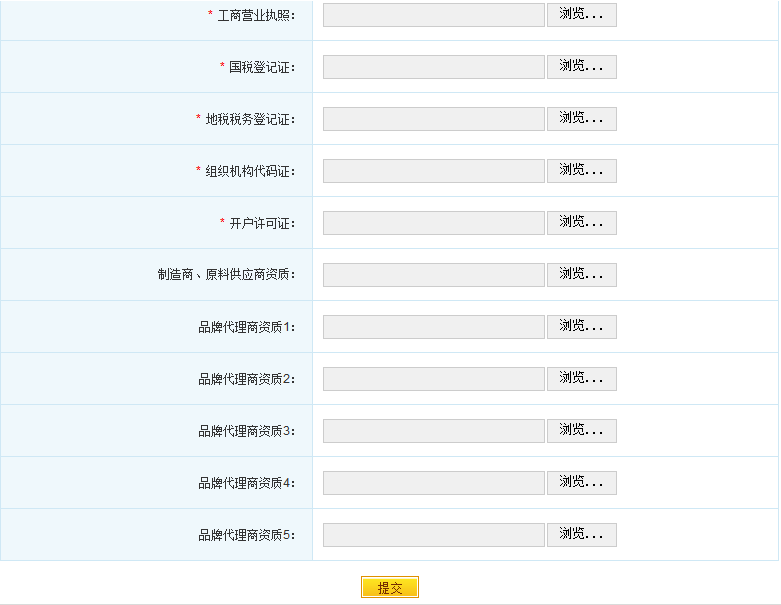 * 工商营业执照： 浏览...
* 国税登记证： 浏览...
* 地税税务登记证： 浏览...
* 组织机构代码证： 浏览...
* 开户许可证： 浏览...
制造商、原料供应商资质： 浏览...
品牌代理商资质1： 浏览...
品牌代理商资质2： 浏览...
品牌代理商资质3： 浏览...
品牌代理商资质4： 浏览...
品牌代理商资质5： 浏览...
提交